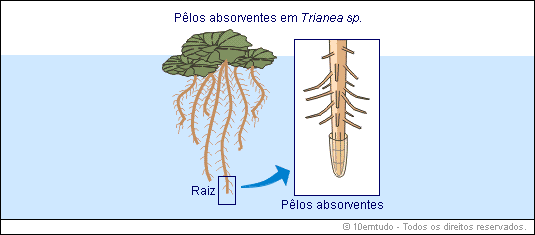 Pêlos absorventes em Trianea sp.
Raiz
Pêlos absorventes
© 10emtudo - Todos os direitos reservados.